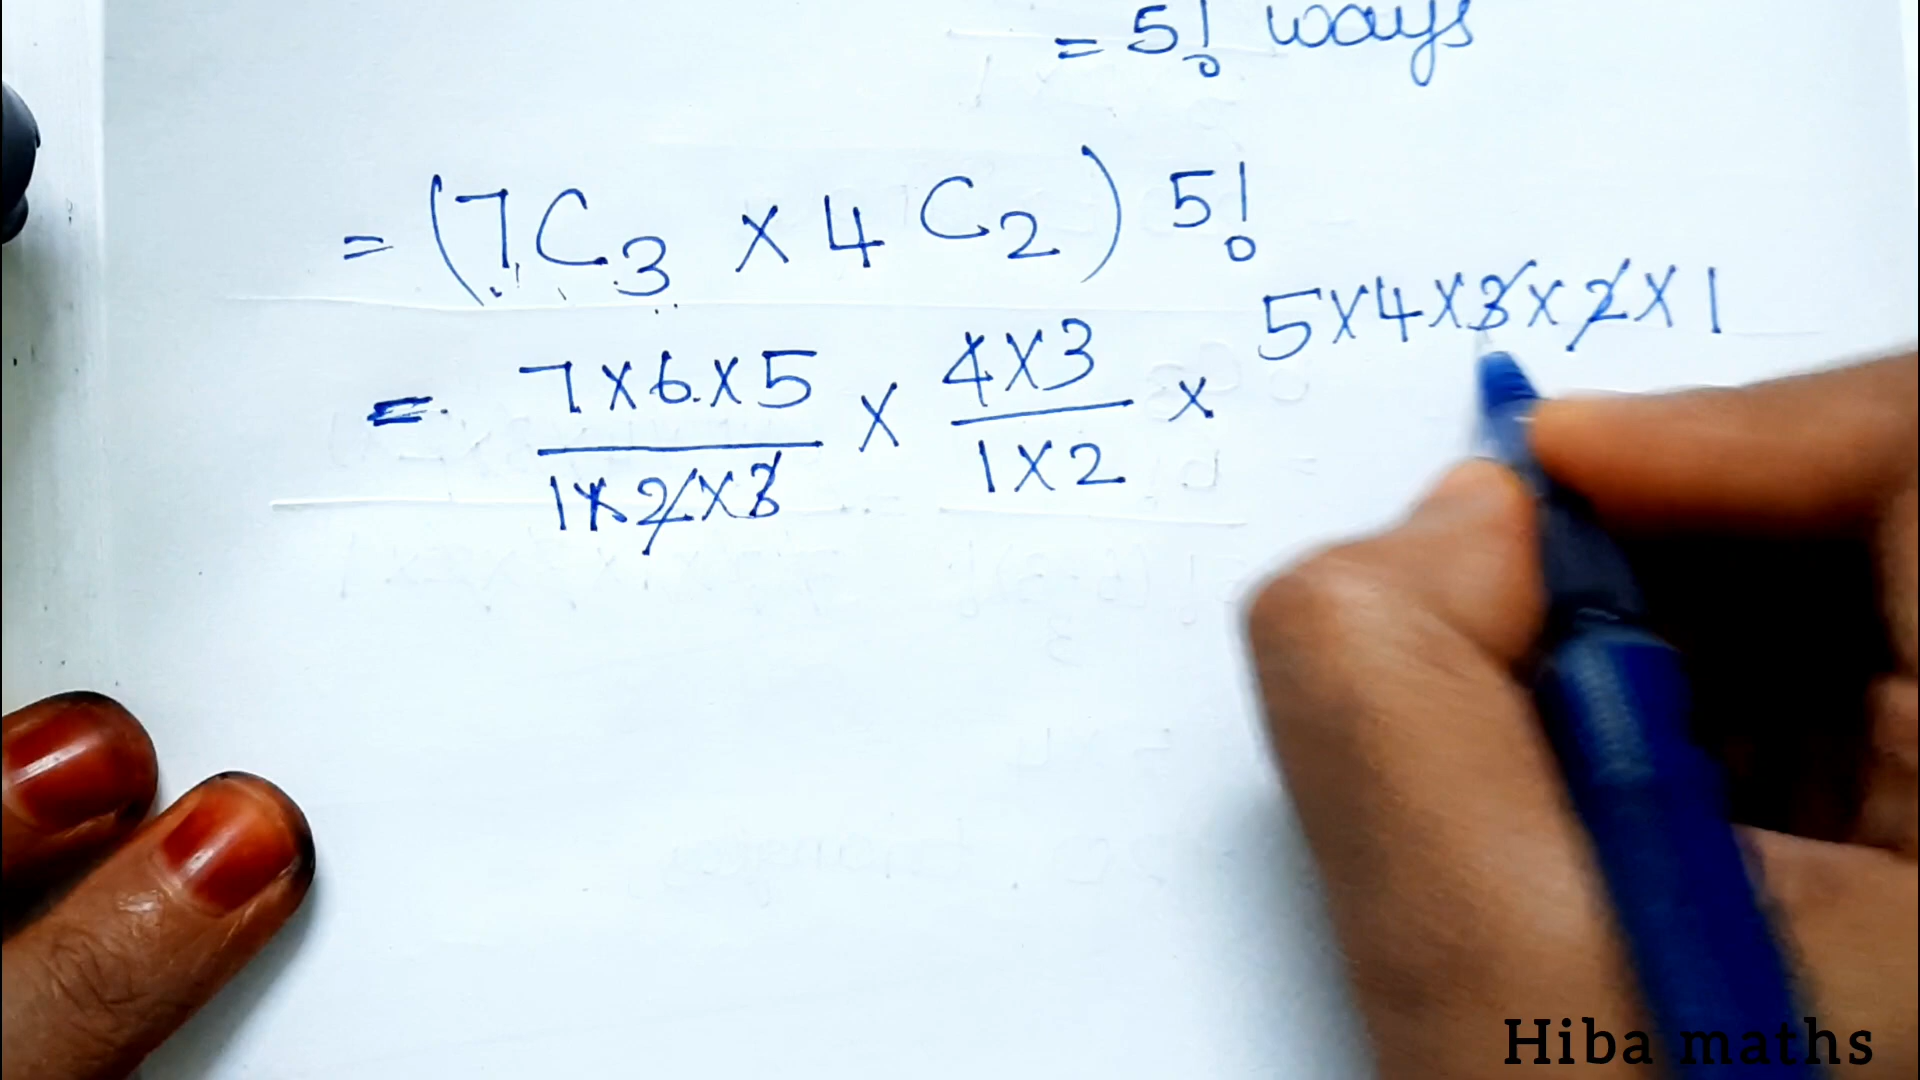 = 5! ways
= (7C3 x 4C2) 5!
= 7x6x5 / 1x2x3 x 4x3 / 1x2 x 5x4x3x2x1
Hiba maths